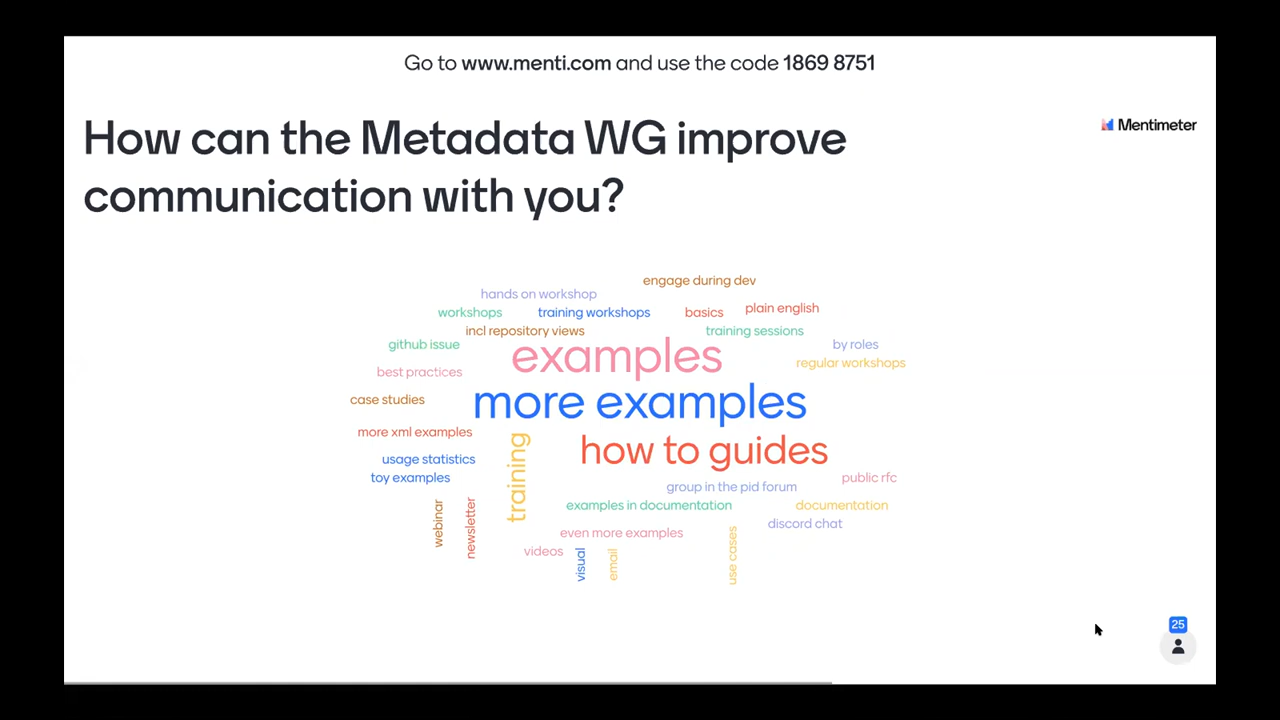 Go to www.menti.com and use the code 1869 8751
Mentimeter
How can the Metadata WG improve
communication with you?
engage during dev
hands on workshop
workshops
training workshops
basics
plain english
incl repository views
training sessions
github issue
examples
by roles
regular workshops
best practices
case studies
more examples
more xml examples
how to guides
usage statistics
toy examples
training
group in the pid forum
public rfc
examples in documentation
documentation
webinar
newsletter
discord chat
even more examples
videos
visual
email
use cases
25